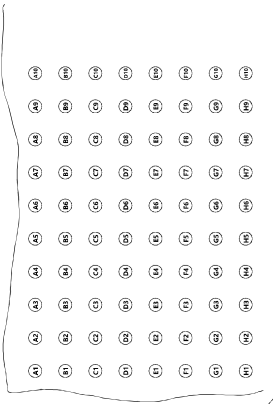 A10 B10 C10 D10 E10 F10 G10 H10
A9 B9 C9 D9 E9 F9 G9 H9
A8 B8 C8 D8 E8 F8 G8 H8
A7 B7 C7 D7 E7 F7 G7 H7
A6 B6 C6 D6 E6 F6 G6 H6
A5 B5 C5 D5 E5 F5 G5 H5
A4 B4 C4 D4 E4 F4 G4 H4
A3 B3 C3 D3 E3 F3 G3 H3
A2 B2 C2 D2 E2 F2 G2 H2
A1 B1 C1 D1 E1 F1 G1 H1